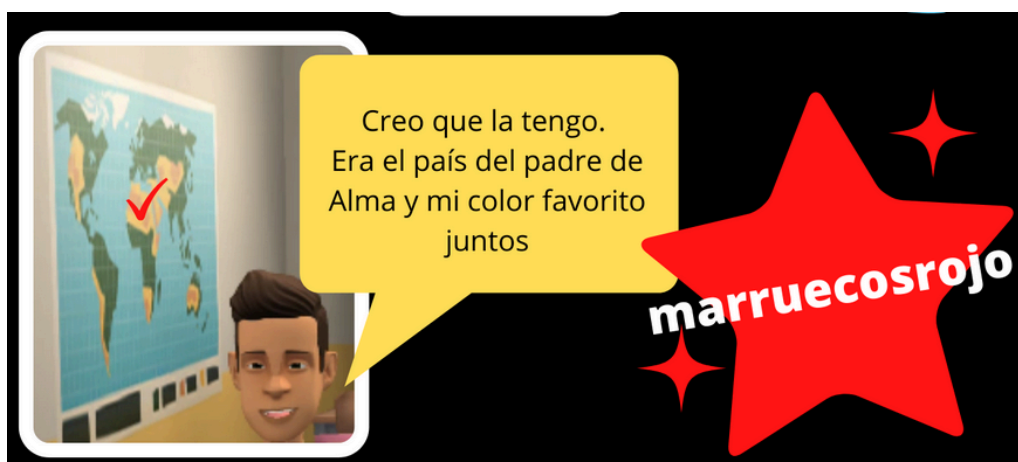 Creo que la tengo.
Era el país del padre de
Alma y mi color favorito
juntos
marruecosrojo